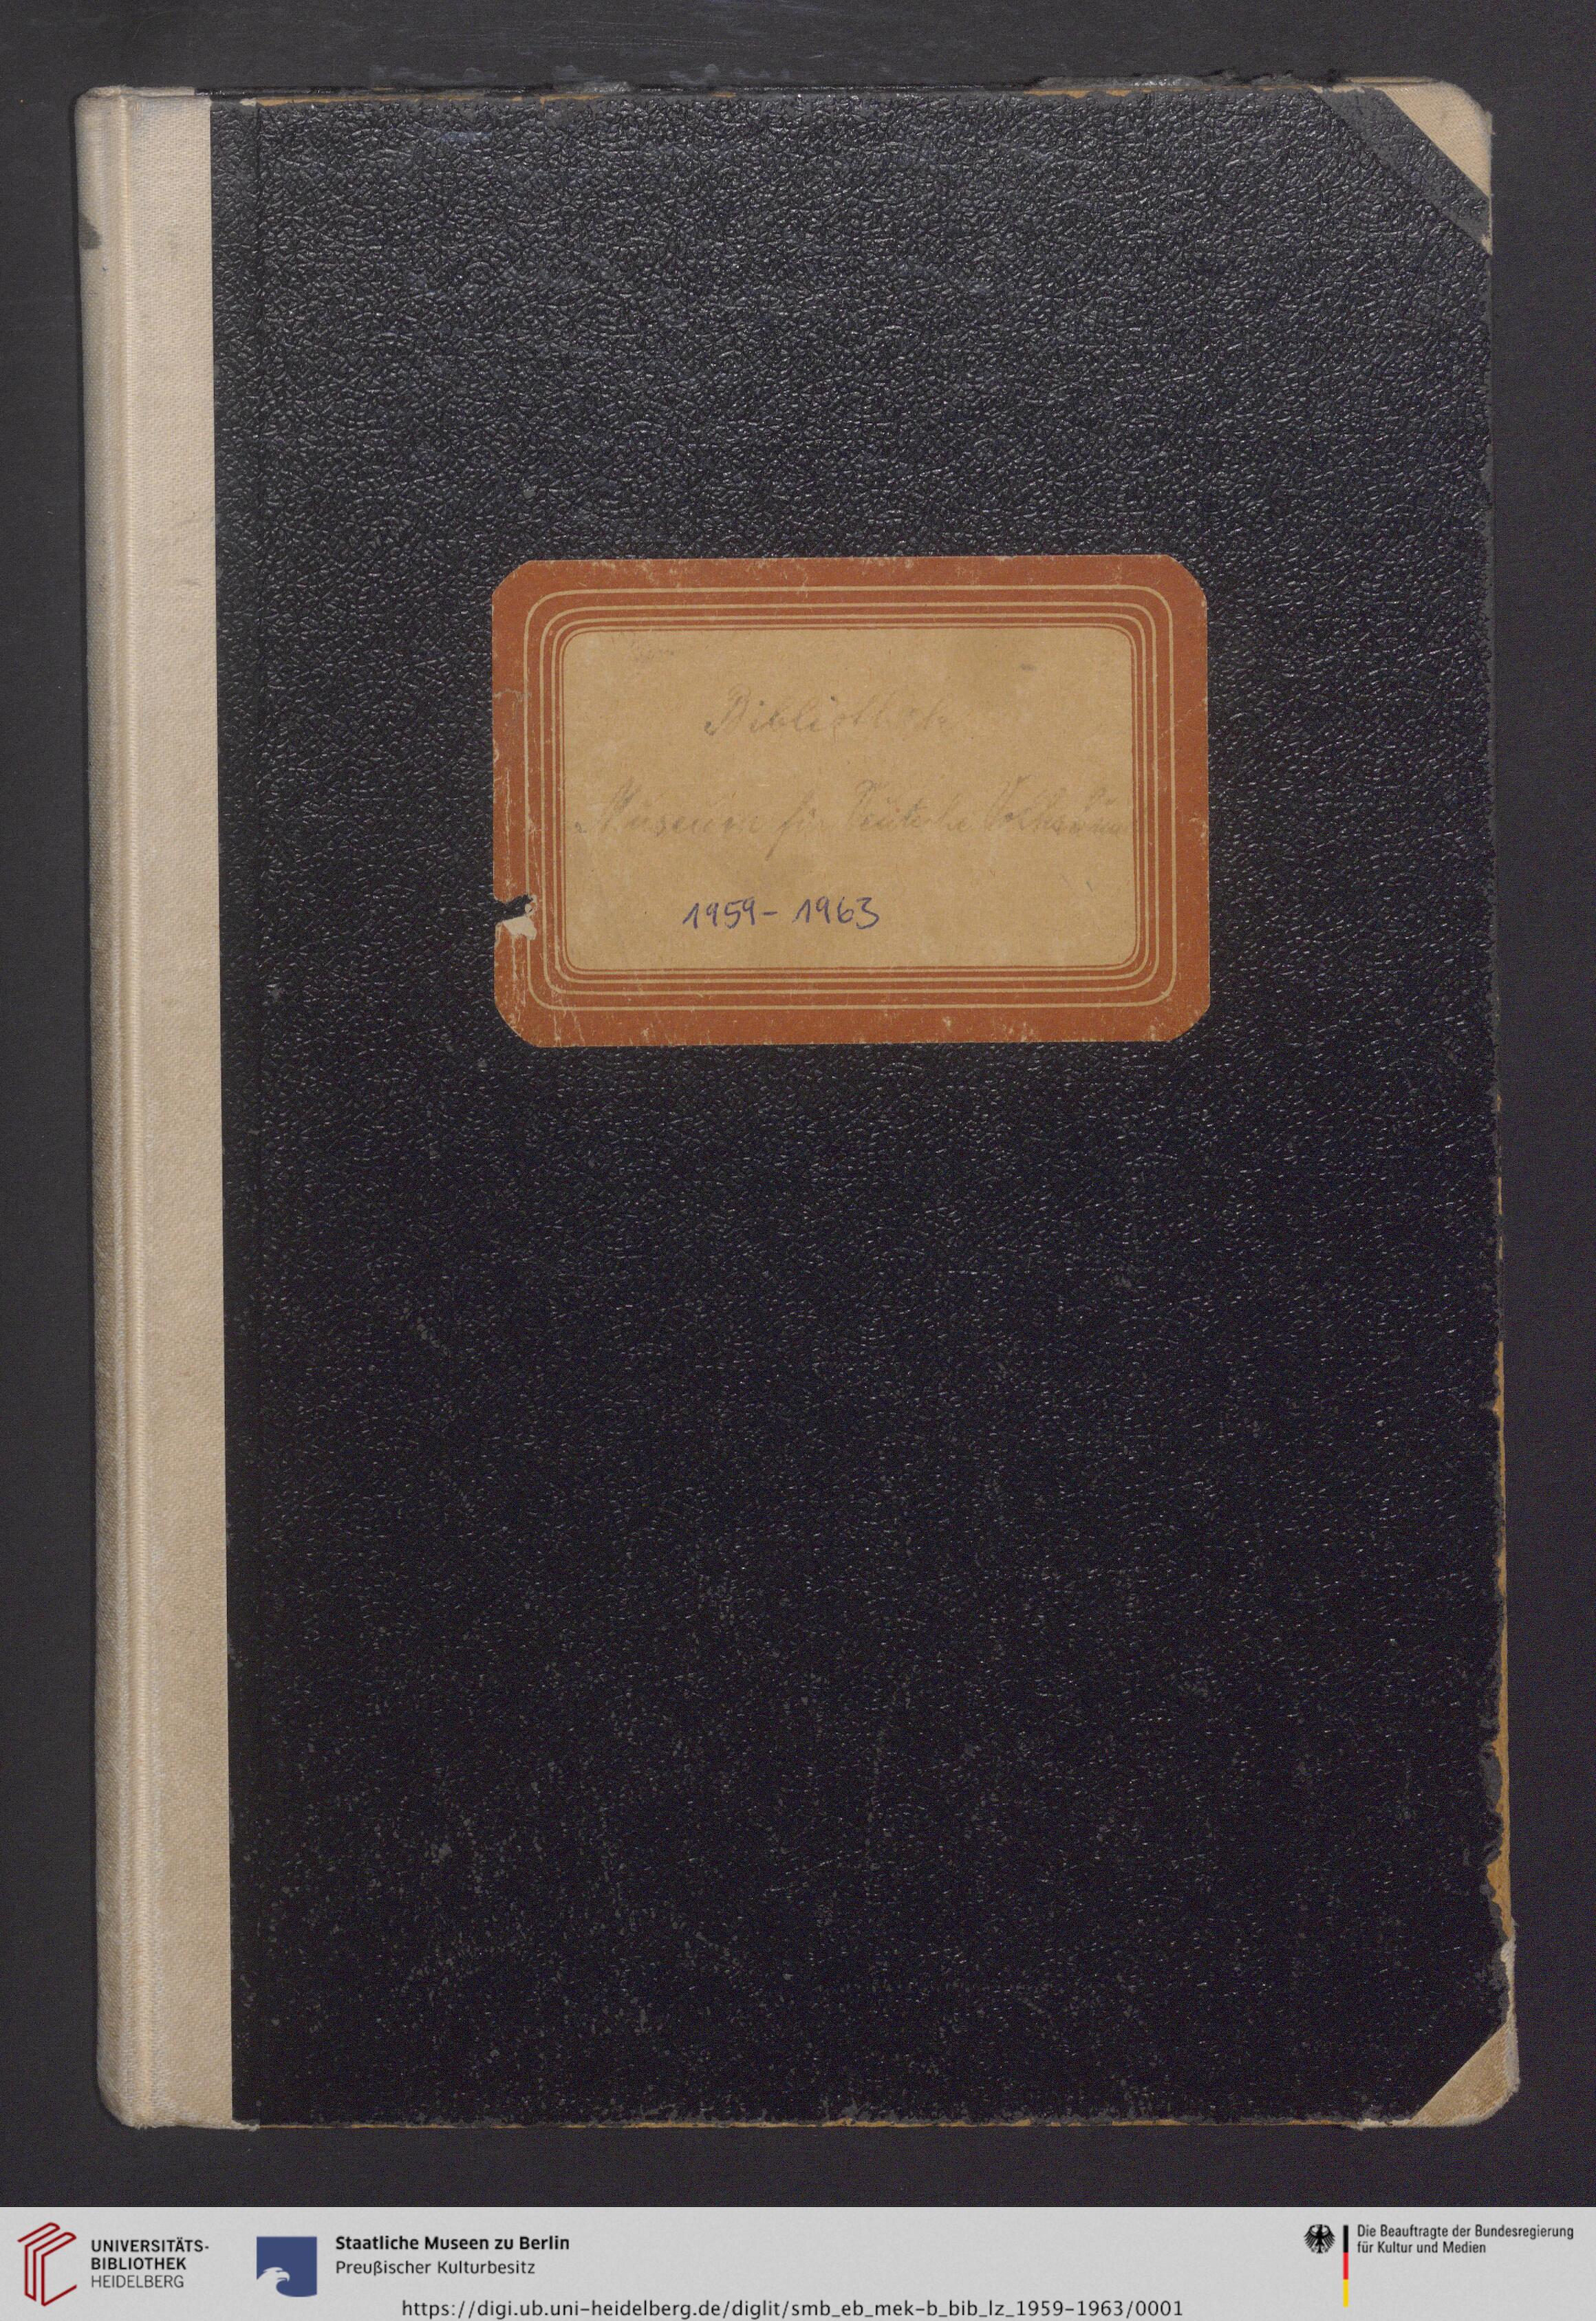 Bibliothek
Museum für Deutsche Volkskunde
1959-1963
UNIVERSITÄTS-
BIBLIOTHEK
HEIDELBERG
Staatliche Museen zu Berlin
Preußischer Kulturbesitz
Die Beauftragte der Bundesregierung
für Kultur und Medien
https://digi.ub.uni-heidelberg.de/diglit/smb_eb_mek-b_bib_lz_1959-1963/0001